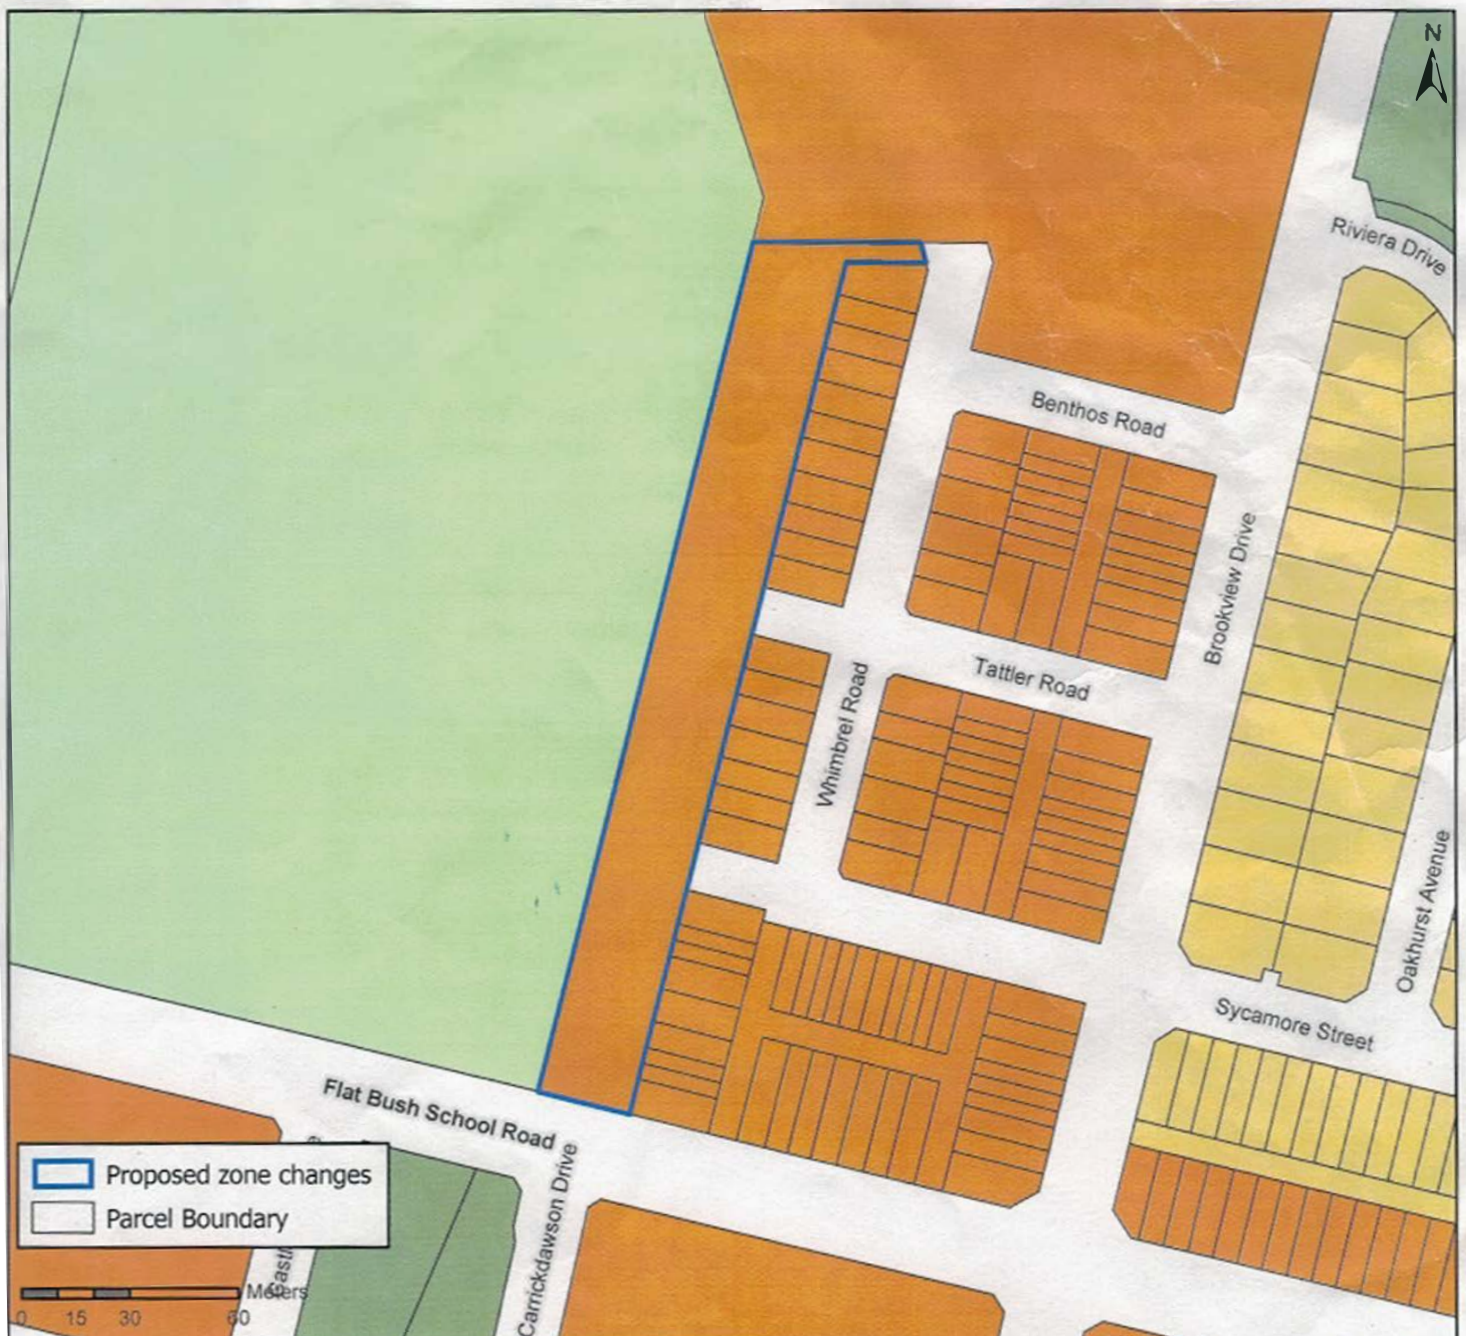 N
Riviera Drive
Benthos Road
Brookview Drive
Tattler Road
Whimbrel Road
Oakhurst Avenue
Sycamore Street
Flat Bush School Road
Carrickdawson Drive
Proposed zone changes
Parcel Boundary
Meters
0 15 30 60